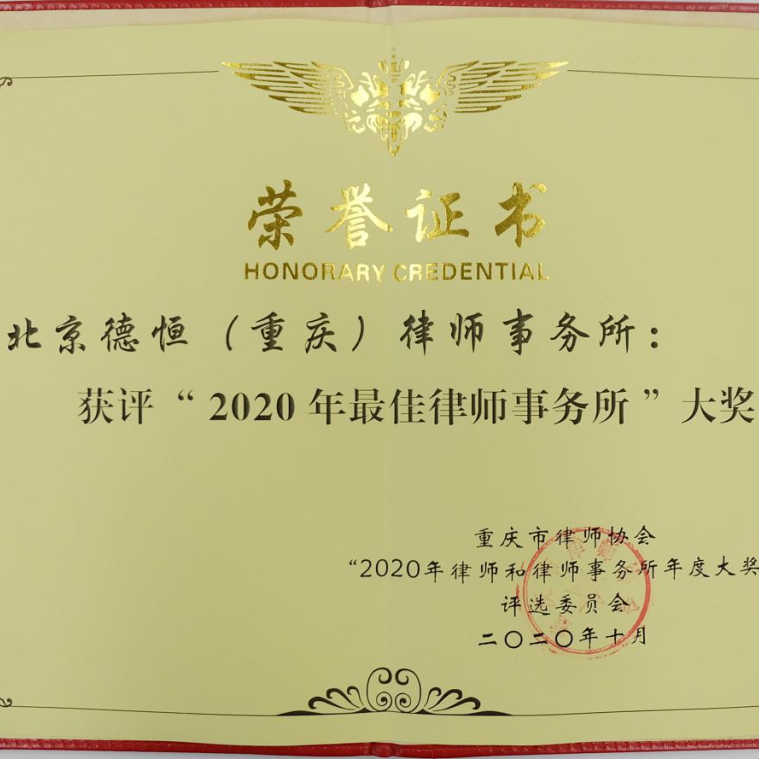 荣誉证书
HONORARY CREDENTIAL
北京德恒（重庆）律师事务所：
获评“2020年最佳律师事务所”大奖
重庆市律师协会
“2020年律师和律师事务所年度大奖
评选委员会
二〇二〇年十月